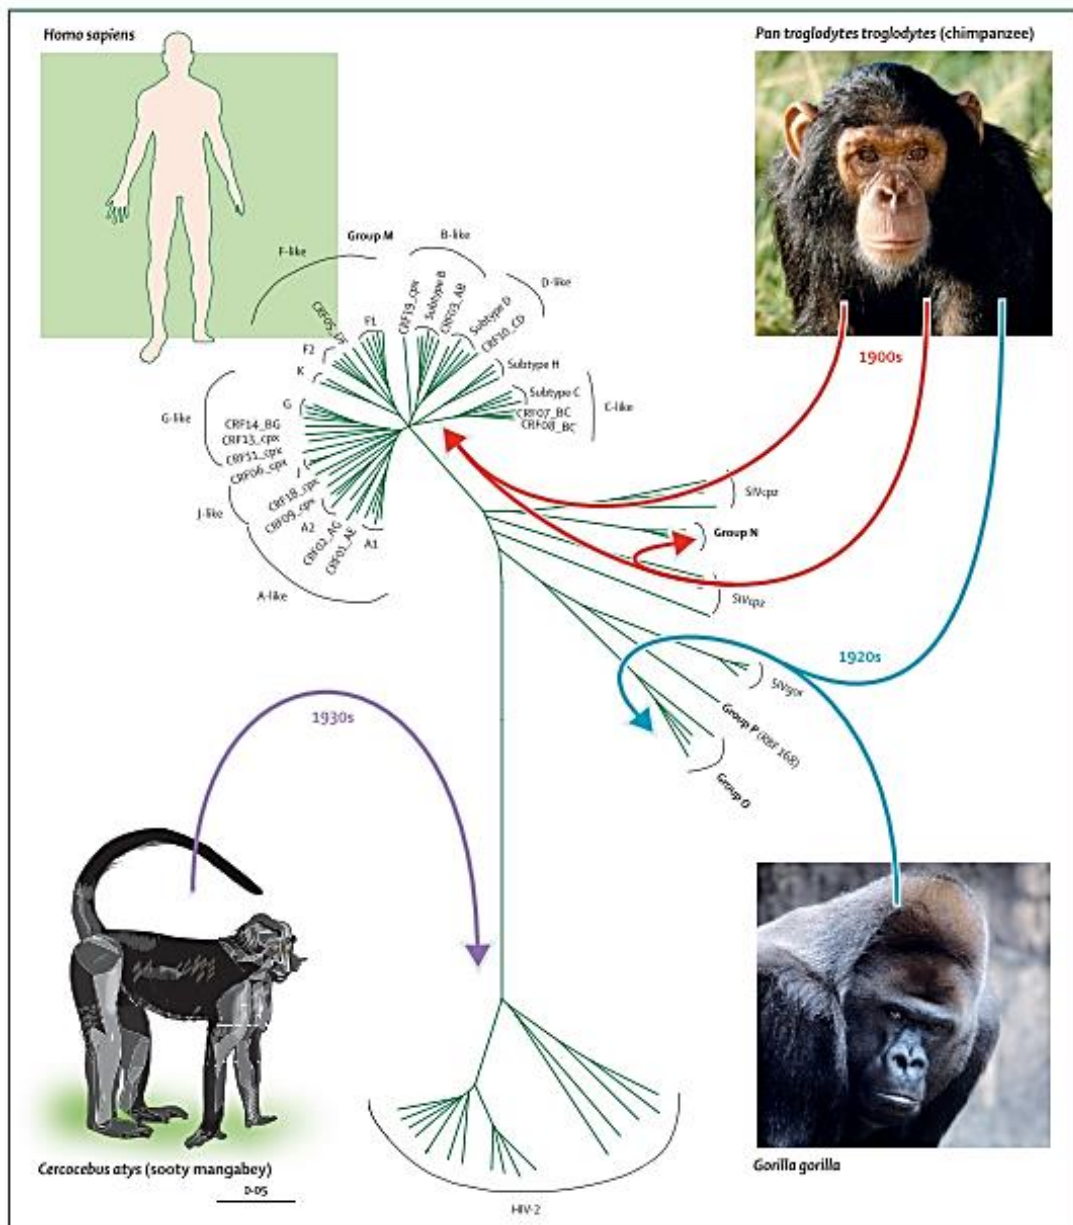 Homo sapiens
Pan troglodytes troglodytes (chimpanzee)
Group M
B-like
F-like
D-like
CRF19_cpx
Subtype B
CRF03_AB
Subtype D
CRF10_CD
CRF05_DF
F1
F2
K
Subtype H
1900s
G-like
G
Subtype C
C-like
CRF07_BC
CRF08_BC
CRF14_BG
CRF13_cpx
CRF11_cpx
CRF06_cpx
J
J-like
CRF18_cpx
CRF09_cpx
A2
CRF02_AG
CRF01_AE
A1
A-like
SIVcpz
Group N
SIVcpz
1920s
SIVgor
Group P (RBF 168)
Group O
1930s
Cercocebus atys (sooty mangabey)
0·05
Gorilla gorilla
HIV-2